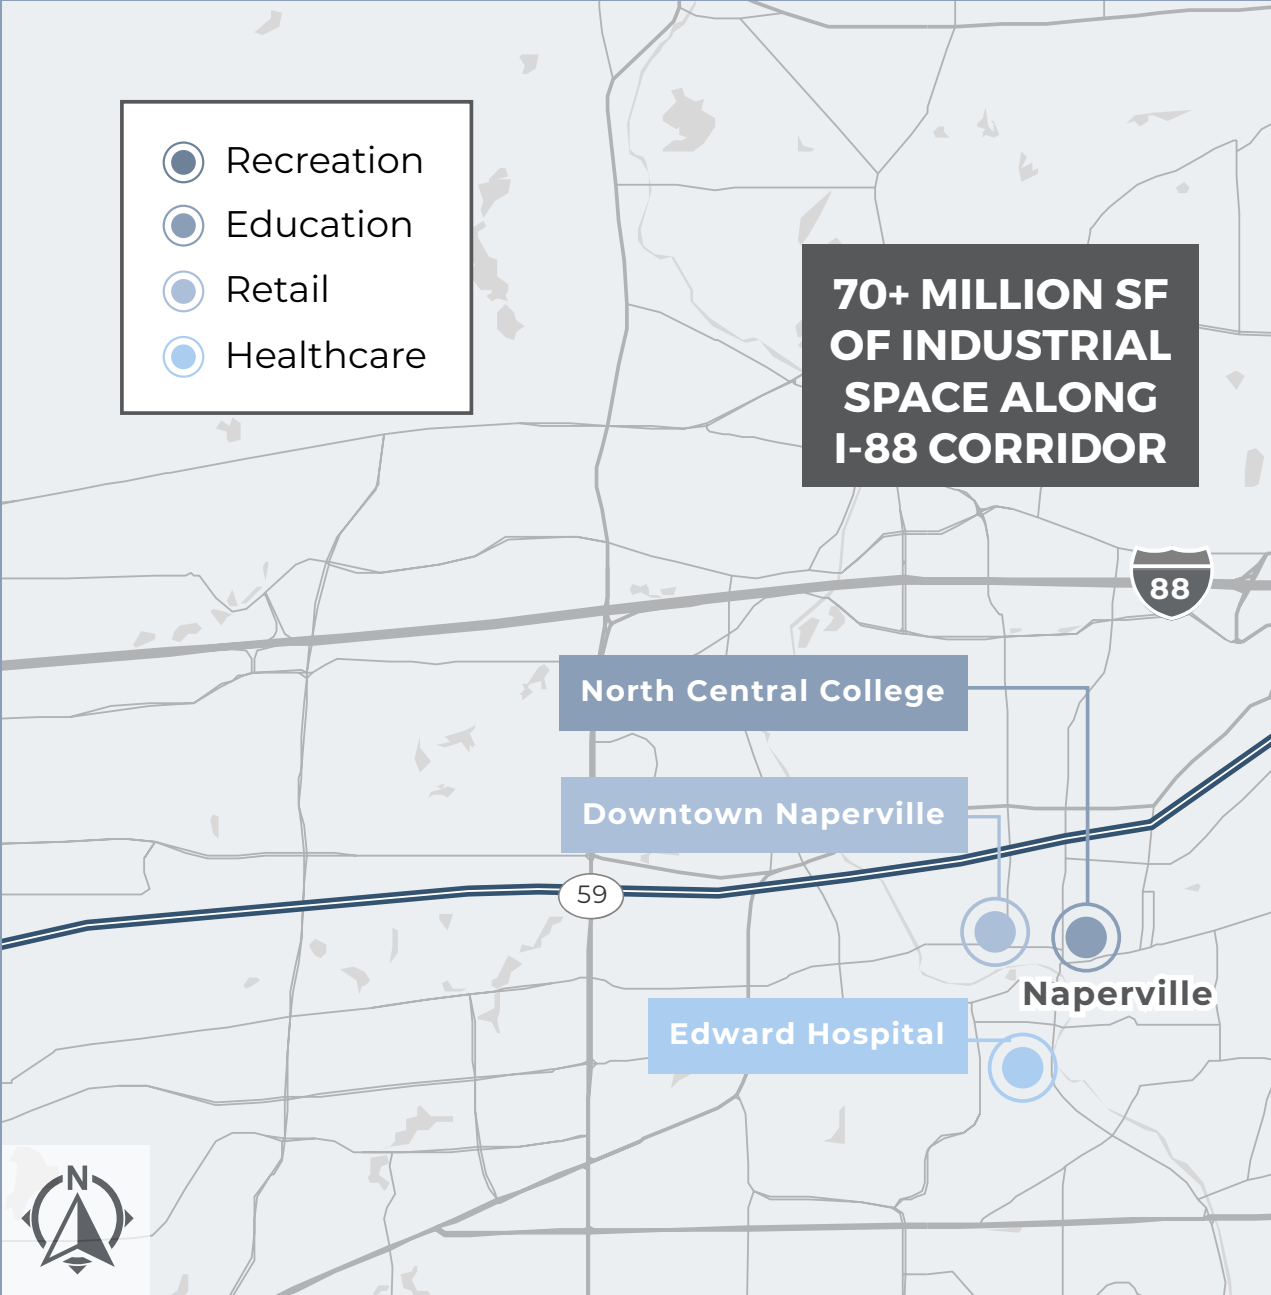 Recreation
Education
Retail
Healthcare
70+ MILLION SF
OF INDUSTRIAL
SPACE ALONG
I-88 CORRIDOR
88
North Central College
Downtown Naperville
59
Naperville
Edward Hospital
N